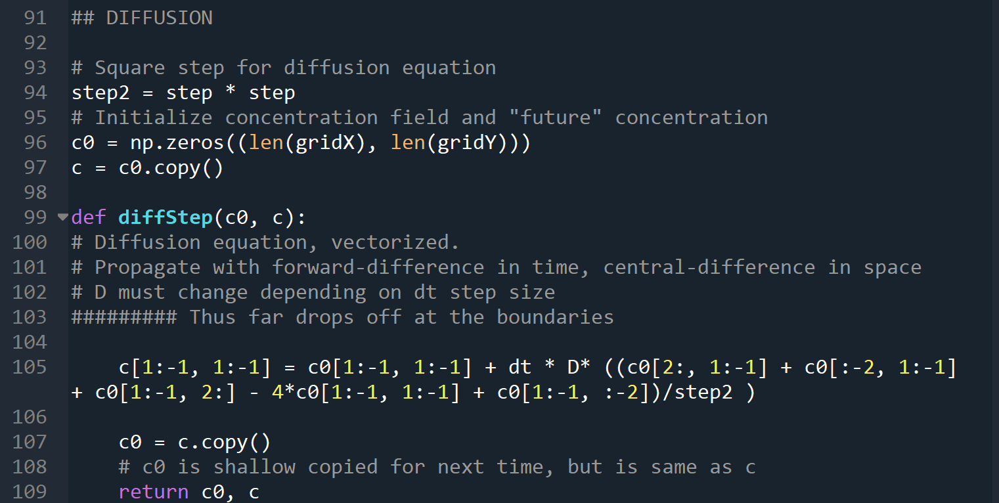 91 ## DIFFUSION
92
93 # Square step for diffusion equation
94 step2 = step * step
95 # Initialize concentration field and "future" concentration
96 c0 = np.zeros((len(gridX), len(gridY)))
97 c = c0.copy()
98
99 def diffStep(c0, c):
100 # Diffusion equation, vectorized.
101 # Propagate with forward-difference in time, central-difference in space
102 # D must change depending on dt step size
103 ######### Thus far drops off at the boundaries
104
105     c[1:-1, 1:-1] = c0[1:-1, 1:-1] + dt * D* ((c0[2:, 1:-1] + c0[:-2, 1:-1]
+ c0[1:-1, 2:] - 4*c0[1:-1, 1:-1] + c0[1:-1, :-2])/step2 )
106
107     c0 = c.copy()
108     # c0 is shallow copied for next time, but is same as c
109     return c0, c